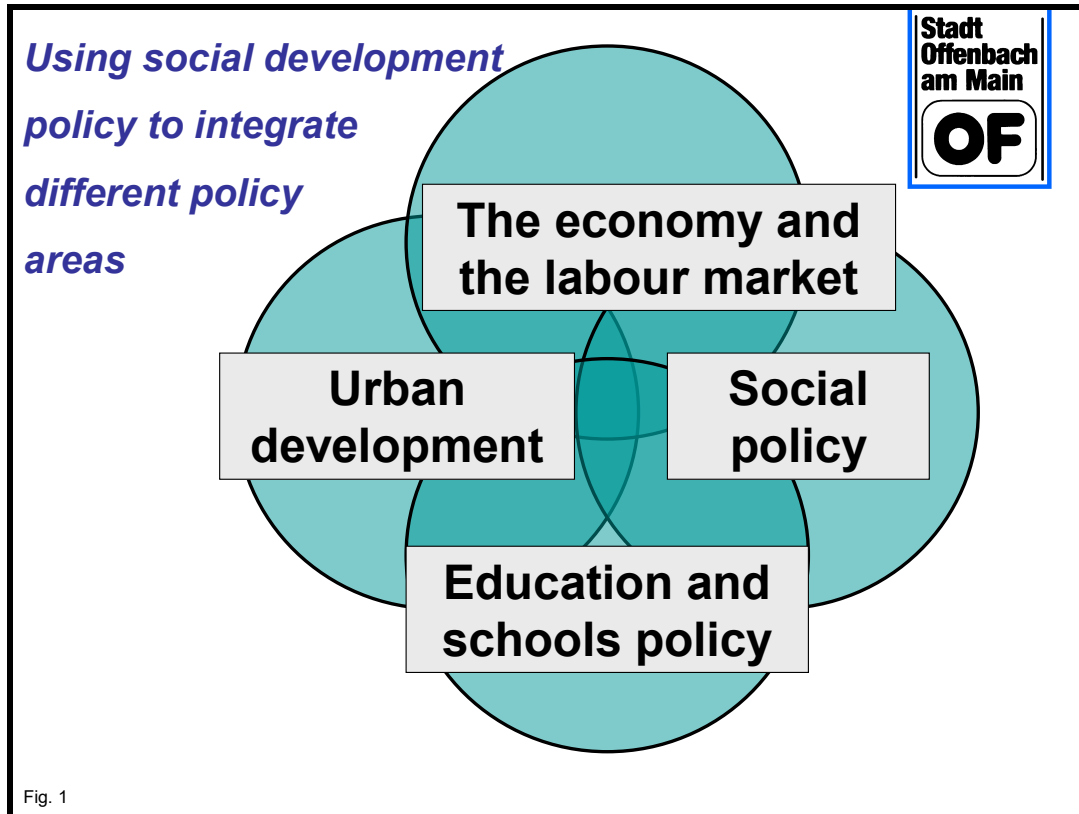 Using social development
policy to integrate
different policy
areas
Stadt
Offenbach
am Main
OF
The economy and
the labour market
Urban
development
Social
policy
Education and
schools policy
Fig. 1